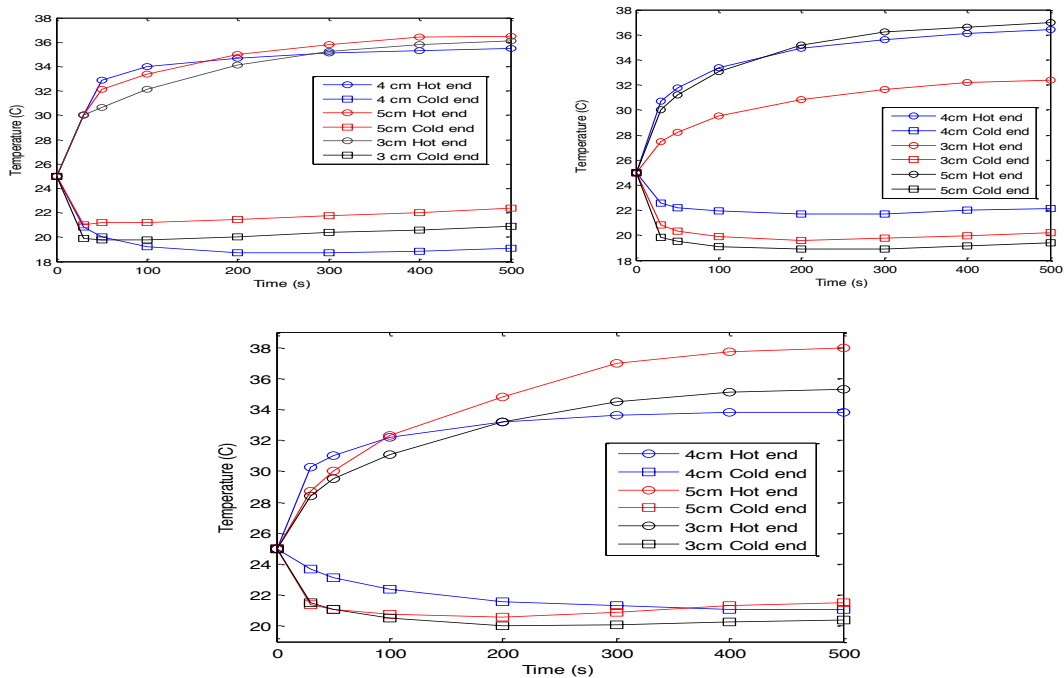 38
36
34
32
30
28
26
24
22
20
18
0
100
200
300
400
500
Temperature (C)
Time (s)
4 cm Hot end
4 cm Cold end
5cm Hot end
5cm Cold end
3cm Hot end
3 cm Cold end
38
36
34
32
30
28
26
24
22
20
18
0
100
200
300
400
500
Temperature (C)
Time (s)
4cm Hot end
4cm Cold end
3cm Hot end
3cm Cold end
5cm Hot end
5cm Cold end
38
36
34
32
30
28
26
24
22
20
0
100
200
300
400
500
Temperature (C)
Time (s)
4cm Hot end
4cm Cold end
5cm Hot end
5cm Cold end
3cm Hot end
3cm Cold end